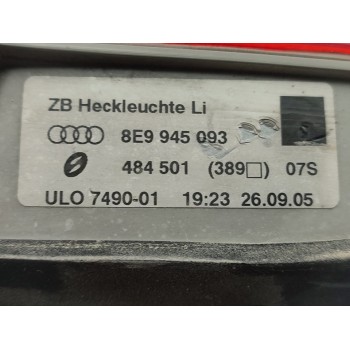 ZB Heckleuchte Li
8E9 945 093
484 501 (389□) 07S
ULO 7490-01 19:23 26.09.05